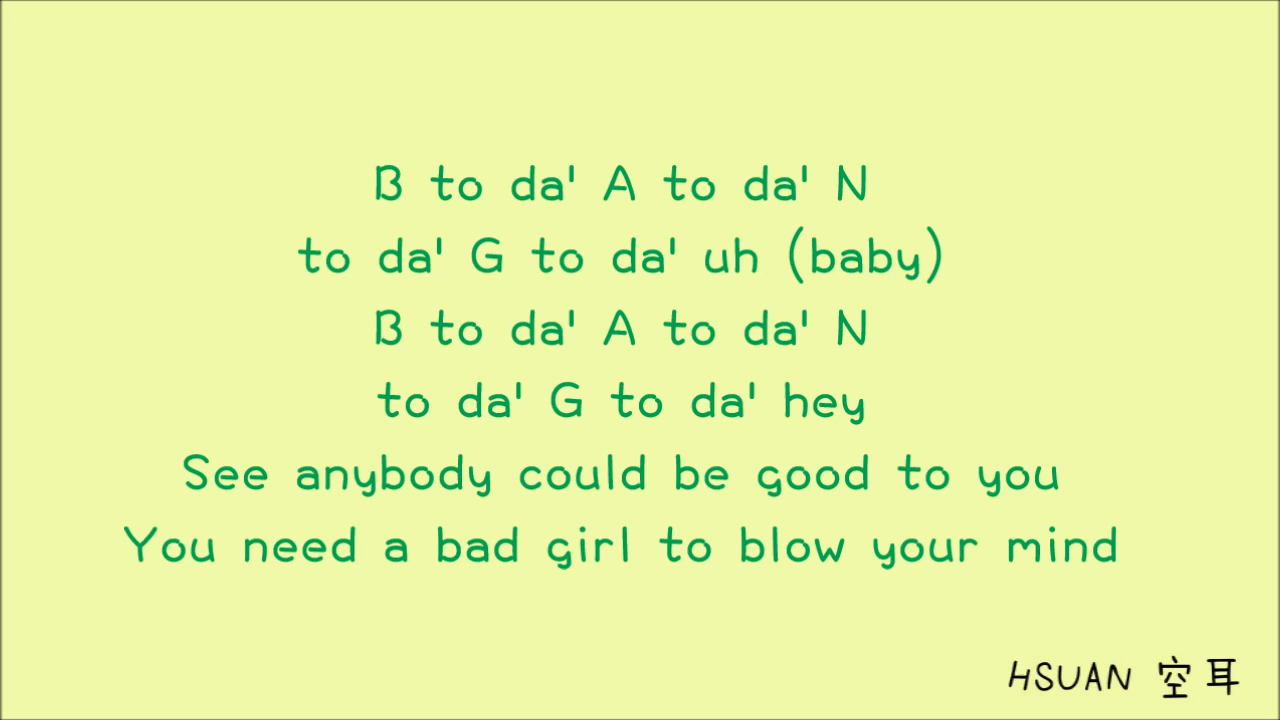 B to da' A to da' N
to da' G to da' uh (baby)
B to da' A to da' N
to da' G to da' hey
See anybody could be good to you
You need a bad girl to blow your mind
HSUAN 空耳